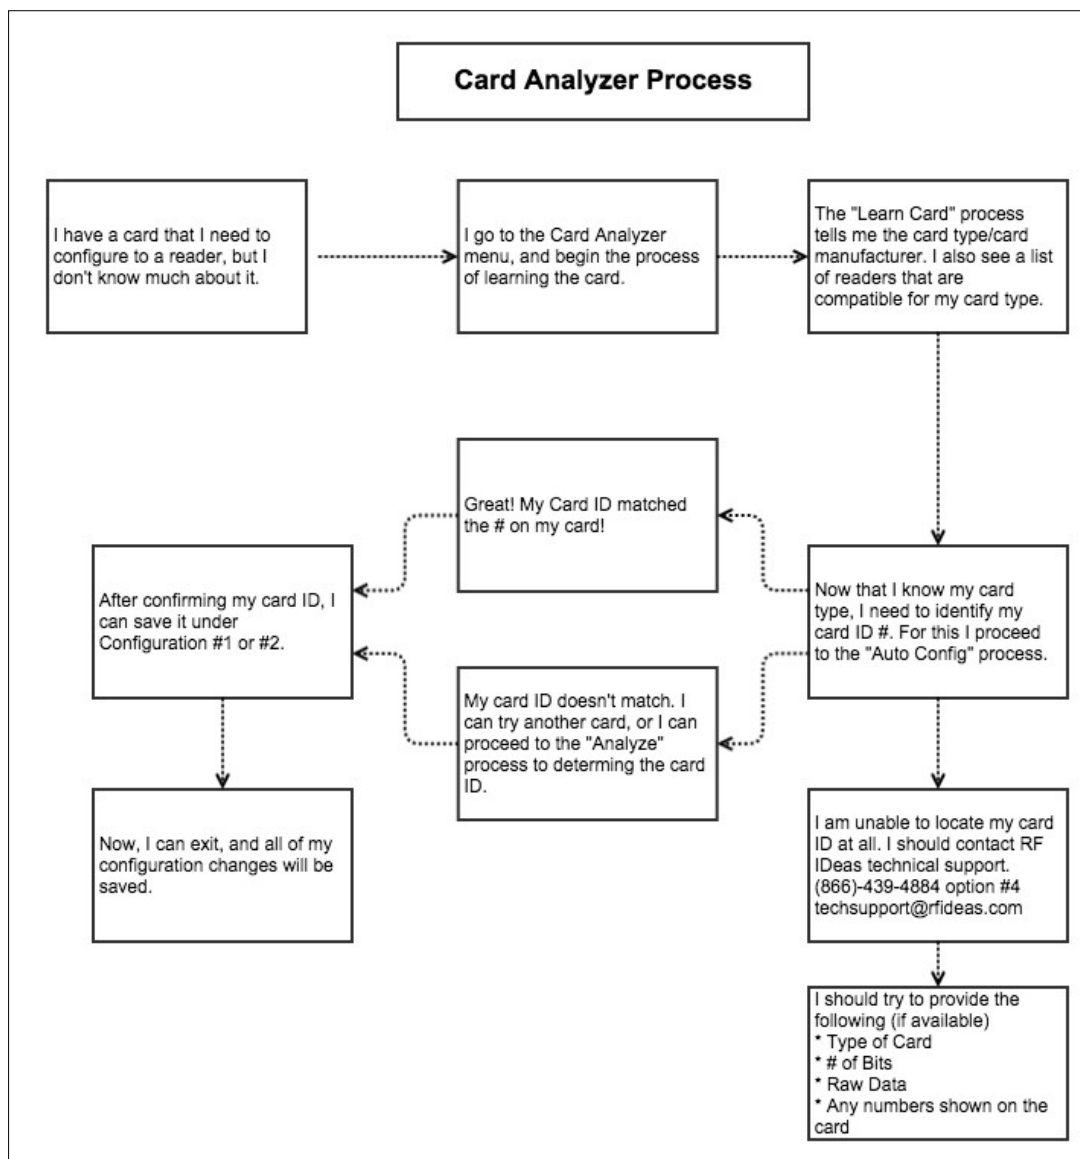 Card Analyzer Process
I have a card that I need to
configure to a reader, but I
don't know much about it.
I go to the Card Analyzer
menu, and begin the process
of learning the card.
The "Learn Card" process
tells me the card type/card
manufacturer. I also see a list
of readers that are
compatible for my card type.
Great! My Card ID matched
the # on my card!
After confirming my card ID, I
can save it under
Configuration #1 or #2.
Now that I know my card
type, I need to identify my
card ID #. For this I proceed
to the "Auto Config" process.
My card ID doesn't match. I
can try another card, or I can
proceed to the "Analyze"
process to determing the card
ID.
Now, I can exit, and all of my
configuration changes will be
saved.
I am unable to locate my card
ID at all. I should contact RF
IDeas technical support.
(866)-439-4884 option #4
techsupport@rfideas.com
I should try to provide the
following (if available)
* Type of Card
* # of Bits
* Raw Data
* Any numbers shown on the
card